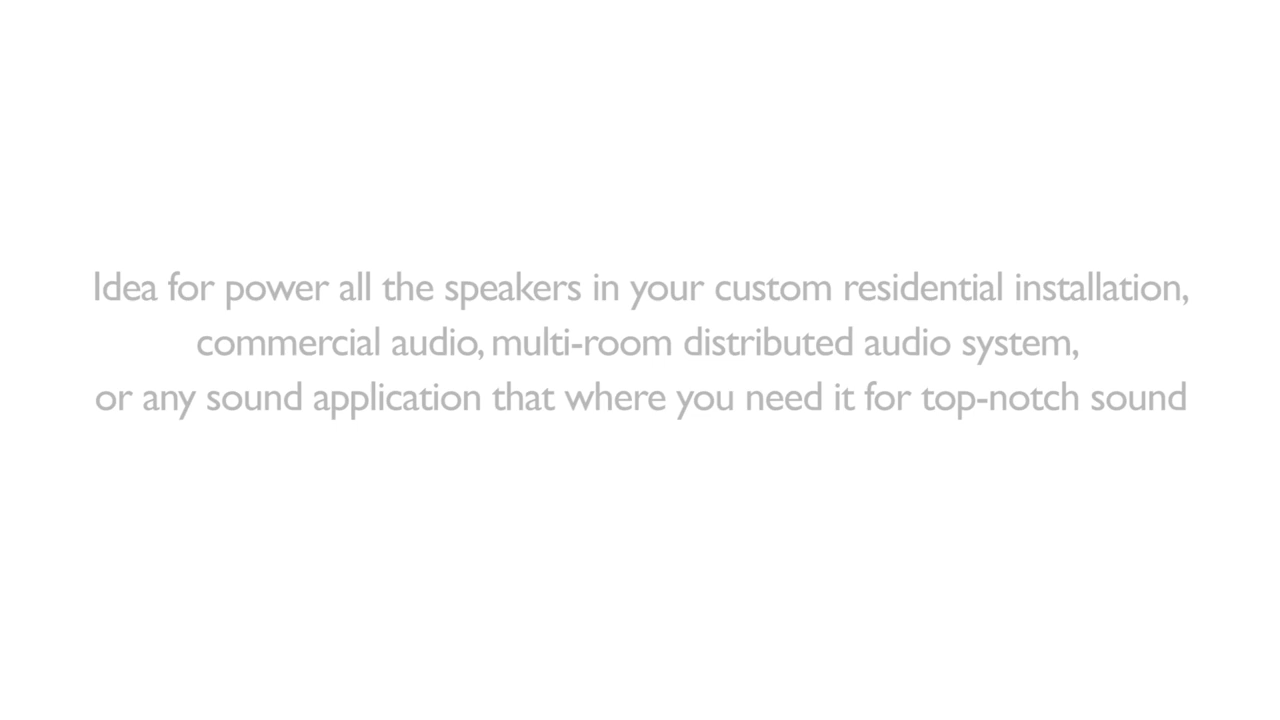 Idea for power all the speakers in your custom residential installation,
commercial audio, multi-room distributed audio system,
or any sound application that where you need it for top-notch sound